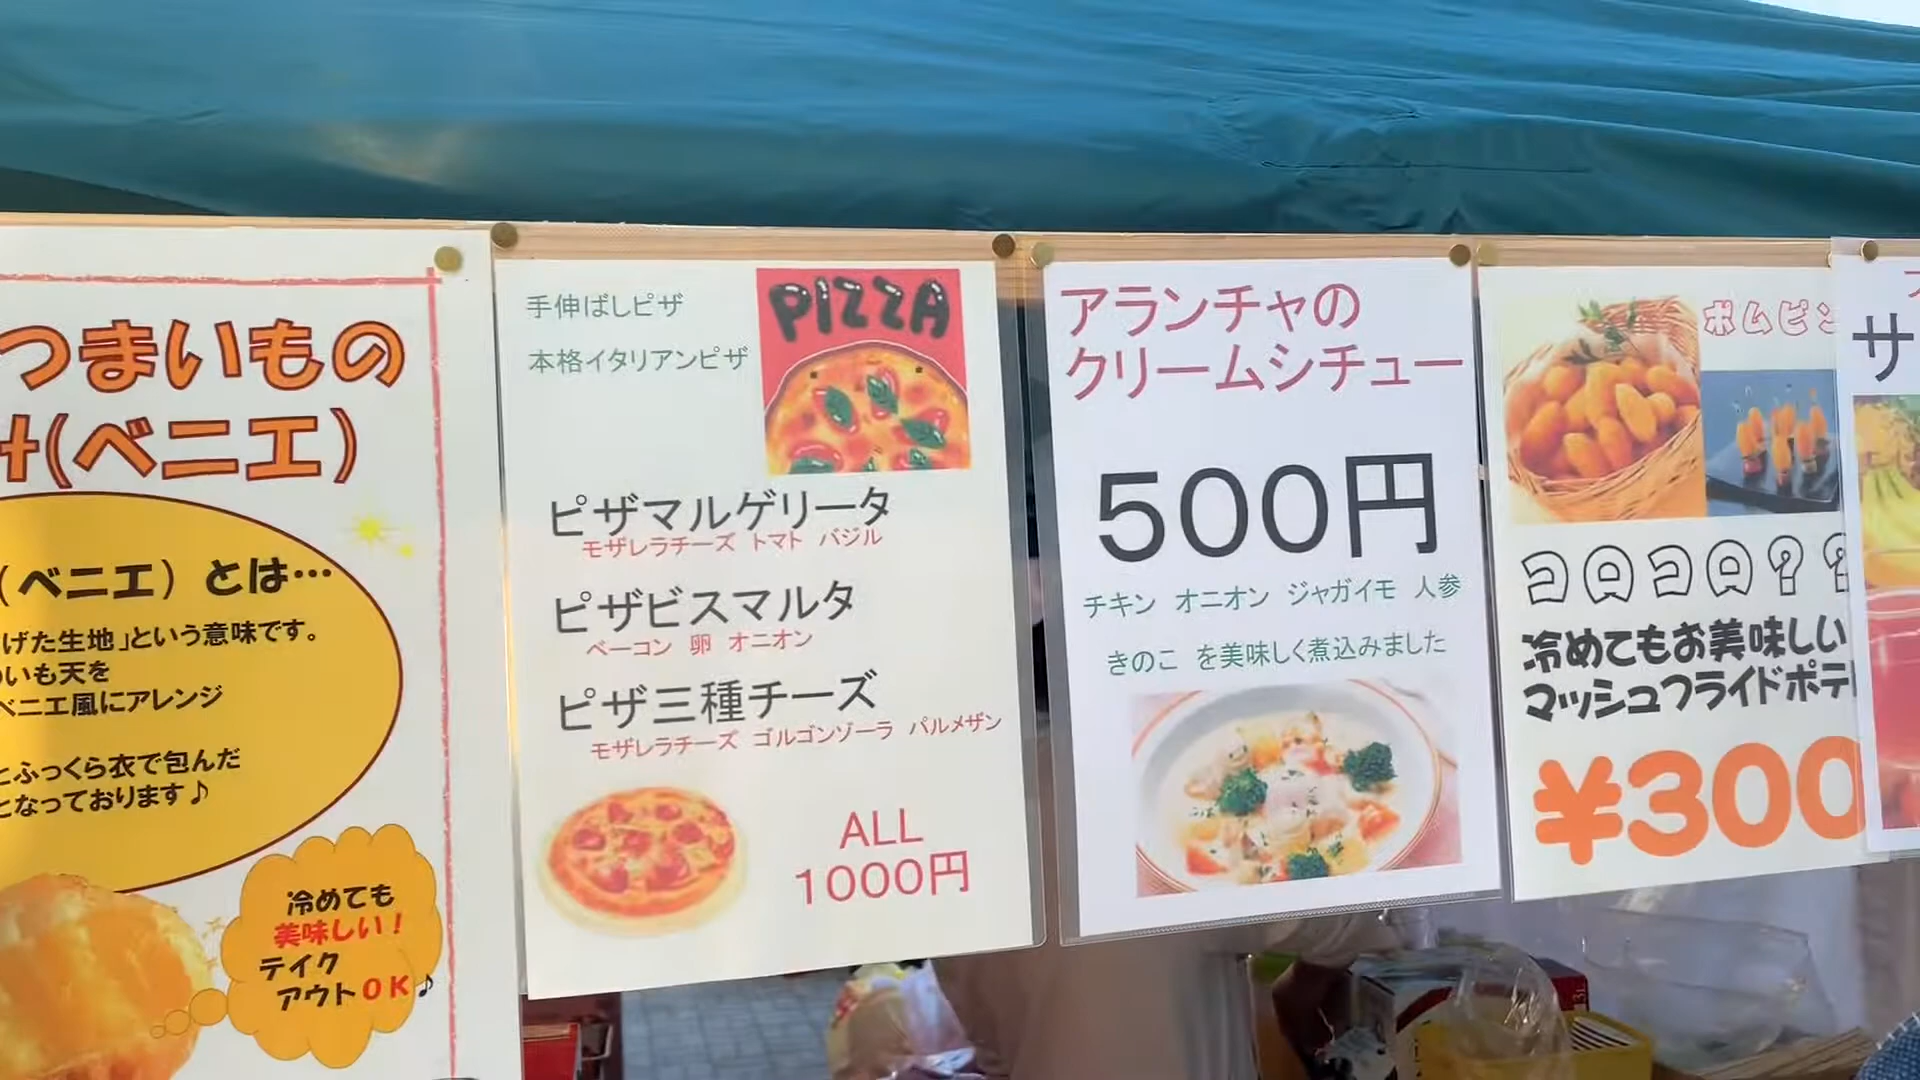 つまいもの
(ベニエ)
(ベニエ) とは…
げた生地」という意味です。
いも天を
ベニエ風にアレンジ
とふっくら衣で包んだ
となっております♪
冷めても
美味しい!
テイク
アウトOK♪
手伸ばしピザ
本格イタリアンピザ
PIZZA
ピザマルゲリータ
モザレラチーズ トマト バジル
ピザビスマルタ
ベーコン 卵 オニオン
ピザ三種チーズ
モザレラチーズ ゴルゴンゾーラ パルメザン
ALL
1000円
アランチャの
クリームシチュー
500円
チキン オニオン ジャガイモ 人参
きのこ を美味しく煮込みました
ポムピン
コロコロ??
冷めてもお美味しい
マッシュフライドポテ
¥300
サ